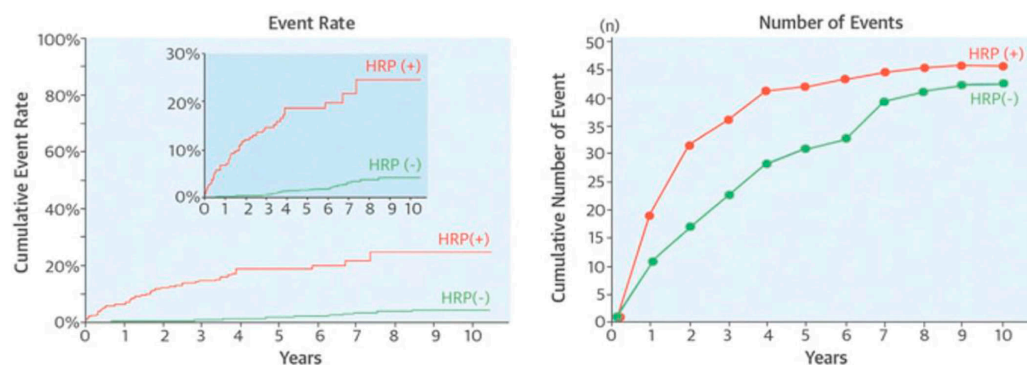 Event Rate
Cumulative Event Rate
100%
80%
60%
40%
20%
0%
30%
20%
10%
0%
HRP (+)
HRP (-)
0 1 2 3 4 5 6 7 8 9 10
HRP(+)
HRP(-)
0 1 2 3 4 5 6 7 8 9 10
Years
Number of Events
(n)
Cumulative Number of Event
50
45
40
35
30
25
20
15
10
5
0
HRP (+)
HRP(-)
1 2 3 4 5 6 7 8 9 10
Years